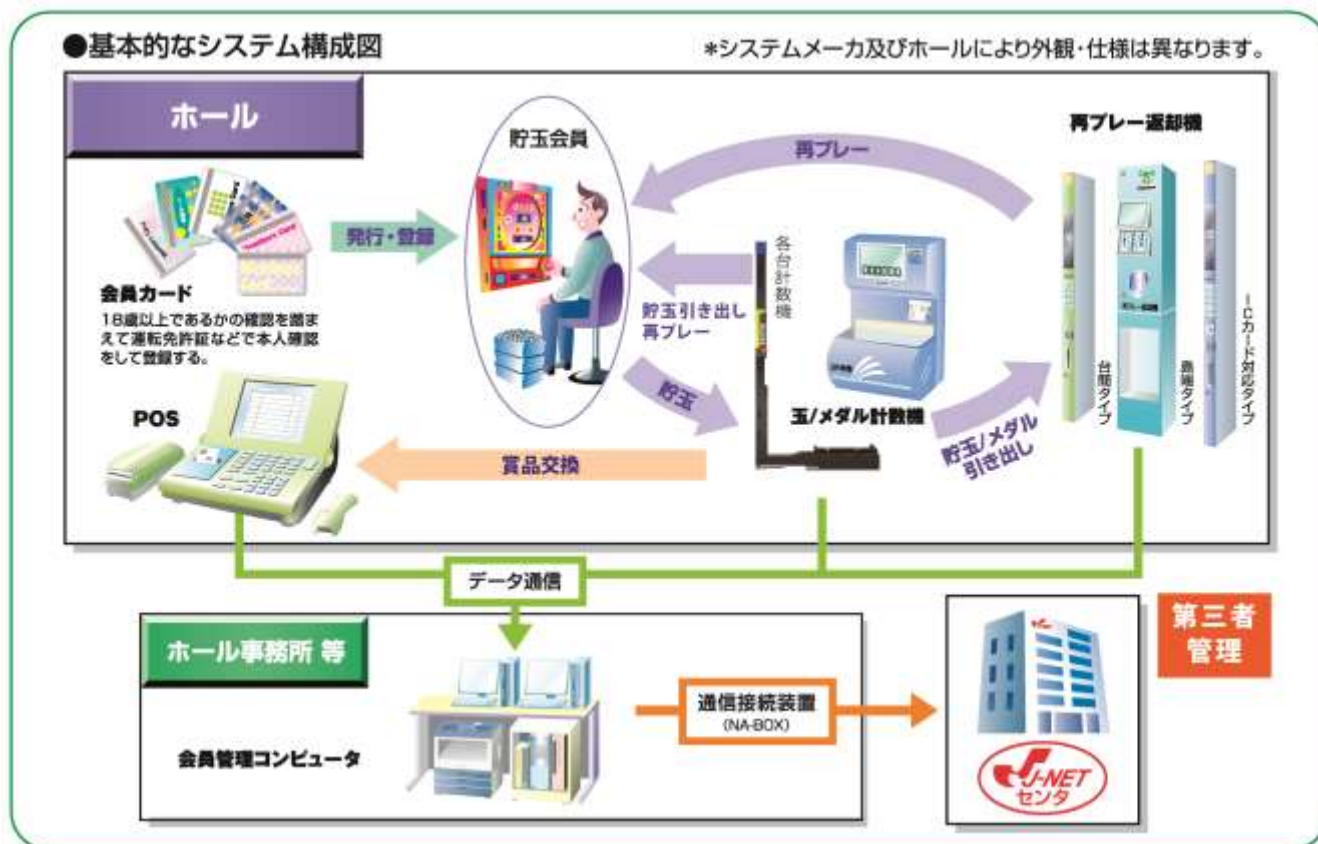 ●基本的なシステム構成図
*システムメーカ及びホールにより外観・仕様は異なります。
ホール
貯玉会員
再プレー
再プレー返却機
発行・登録
会員カード
18歳以上であるかの確認を踏ま
えて運転免許証などで本人確認
をして登録する。
各台計数機
貯玉引き出し
再プレー
貯玉
玉/メダル計数機
貯玉/メダル
引き出し
台間タイプ
島端タイプ
ICカード対応タイプ
POS
賞品交換
データ通信
ホール事務所 等
会員管理コンピュータ
通信接続装置
(NA-BOX)
第三者
管理
J-NET
センタ